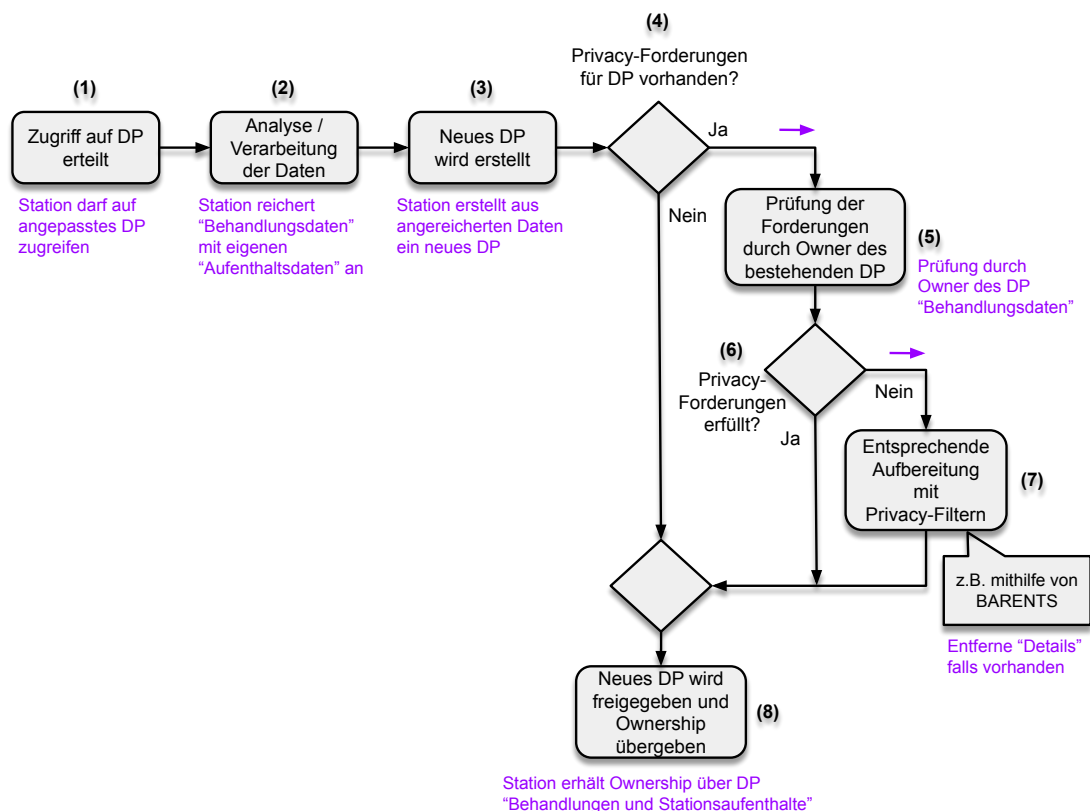 (1)
Zugriff auf DP
erteilt
Station darf auf
angepasstes DP
zugreifen
(2)
Analyse /
Verarbeitung
der Daten
Station reichert
“Behandlungsdaten”
mit eigenen
“Aufenthaltsdaten” an
(3)
Neues DP
wird erstellt
Station erstellt aus
angereicherten Daten
ein neues DP
(4)
Privacy-Forderungen
für DP vorhanden?
Ja
Nein
Prüfung der
Forderungen
durch Owner des
bestehenden DP
(5)
Prüfung durch
Owner des DP
“Behandlungsdaten”
(6)
Privacy-
Forderungen
erfüllt?
Nein
Ja
Entsprechende
Aufbereitung
mit
Privacy-Filtern
(7)
z.B. mithilfe von
BARENTS
Entferne “Details”
falls vorhanden
Neues DP wird
freigegeben und
Ownership
übergeben
(8)
Station erhält Ownership über DP
“Behandlungen und Stationsaufenthalte”